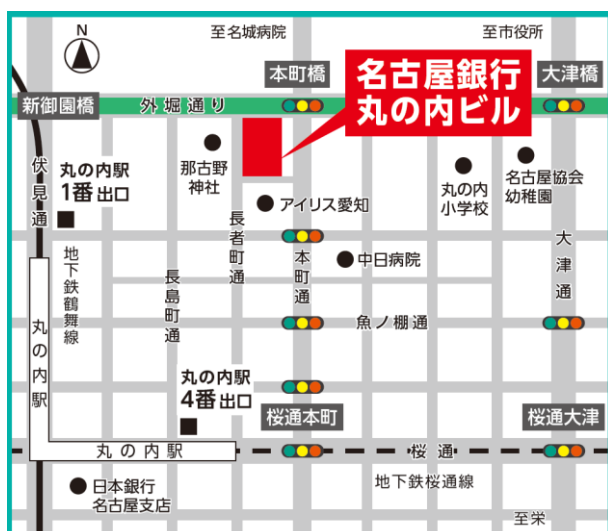 N
至名城病院
至市役所
本町橋
名古屋銀行
丸の内ビル
大津橋
新御園橋
外堀通り
那古野
神社
丸の内駅
1番出口
伏見通
アイリス愛知
丸の内
小学校
名古屋協会
幼稚園
長者町通
本町通
中日病院
大津通
地下鉄鶴舞線
長島町通
魚ノ棚通
丸の内駅
丸の内駅
4番出口
桜通本町
桜通大津
丸の内駅
桜通
地下鉄桜通線
日本銀行
名古屋支店
至栄